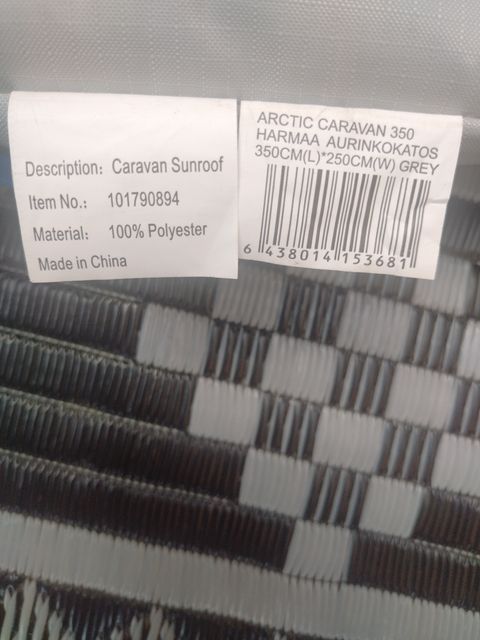 Description: Caravan Sunroof
Item No.: 101790894
Material: 100% Polyester
Made in China
ARCTIC CARAVAN 350
HARMAA AURINKOKATOS
350CM(L)*250CM(W) GREY
6 438014 153681